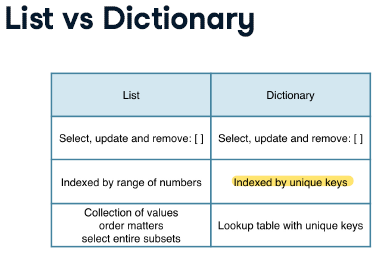 List vs Dictionary
List
Dictionary
Select, update and remove: [ ]
Select, update and remove: [ ]
Indexed by range of numbers
Indexed by unique keys
Collection of values
order matters
select entire subsets
Lookup table with unique keys